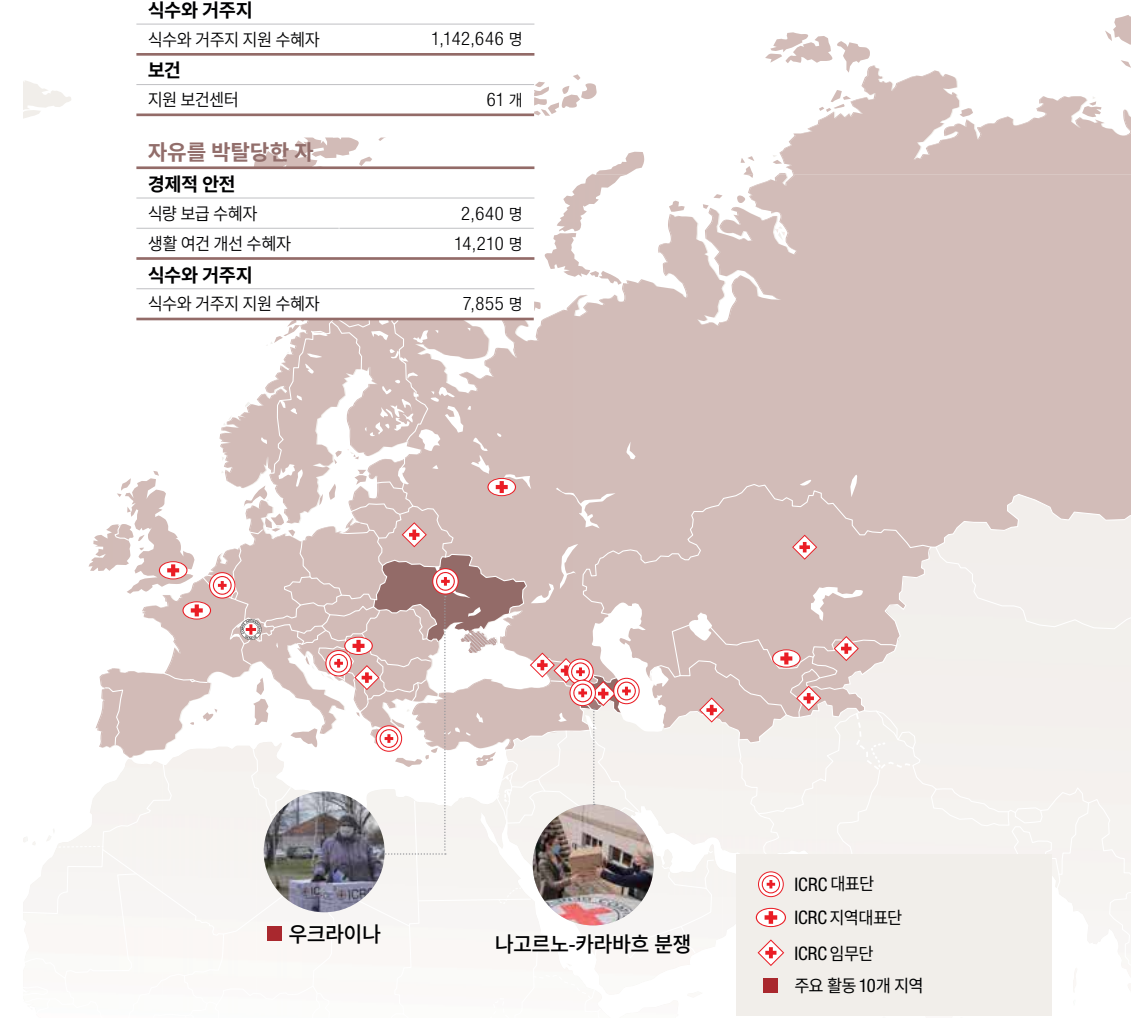 식수와 거주지
식수와 거주지 지원 수혜자 1,142,646 명
보건
지원 보건센터 61 개
자유를 박탈당한 자
경제적 안전
식량 보급 수혜자 2,640 명
생활 여건 개선 수혜자 14,210 명
식수와 거주지
식수와 거주지 지원 수혜자 7,855 명
우크라이나
나고르노-카라바흐 분쟁
ICRC 대표단
ICRC 지역대표단
ICRC 임무단
주요 활동 10개 지역